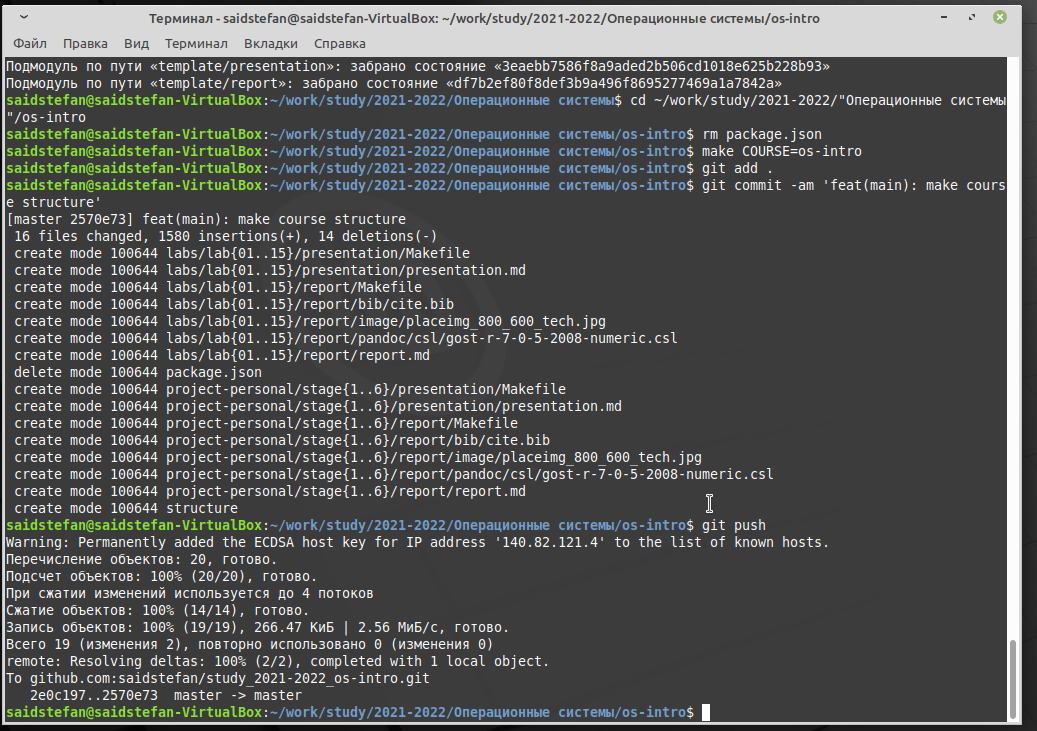 Терминал - saidstefan@saidstefan-VirtualBox: ~/work/study/2021-2022/Операционные системы/os-intro
Файл Правка Вид Терминал Вкладки Справка
Подмодуль по пути «template/presentation»: забрано состояние «3eaebb7586f8a9aded2b506cd1018e625b228b93»
Подмодуль по пути «template/report»: забрано состояние «df7b2ef80f8def3b9a496f8695277469a1a7842a»
saidstefan@saidstefan-VirtualBox:~/work/study/2021-2022/Операционные системы$ cd ~/work/study/2021-2022/"Операционные системы
"/os-intro
saidstefan@saidstefan-VirtualBox:~/work/study/2021-2022/Операционные системы/os-intro$ rm package.json
saidstefan@saidstefan-VirtualBox:~/work/study/2021-2022/Операционные системы/os-intro$ make COURSE=os-intro
saidstefan@saidstefan-VirtualBox:~/work/study/2021-2022/Операционные системы/os-intro$ git add .
saidstefan@saidstefan-VirtualBox:~/work/study/2021-2022/Операционные системы/os-intro$ git commit -am 'feat(main): make cours
e structure'
[master 2570e73] feat(main): make course structure
 16 files changed, 1580 insertions(+), 14 deletions(-)
 create mode 100644 labs/lab{01..15}/presentation/Makefile
 create mode 100644 labs/lab{01..15}/presentation/presentation.md
 create mode 100644 labs/lab{01..15}/report/Makefile
 create mode 100644 labs/lab{01..15}/report/bib/cite.bib
 create mode 100644 labs/lab{01..15}/report/image/placeimg_800_600_tech.jpg
 create mode 100644 labs/lab{01..15}/report/pandoc/csl/gost-r-7-0-5-2008-numeric.csl
 create mode 100644 labs/lab{01..15}/report/report.md
 delete mode 100644 package.json
 create mode 100644 project-personal/stage{1..6}/presentation/Makefile
 create mode 100644 project-personal/stage{1..6}/presentation/presentation.md
 create mode 100644 project-personal/stage{1..6}/report/Makefile
 create mode 100644 project-personal/stage{1..6}/report/bib/cite.bib
 create mode 100644 project-personal/stage{1..6}/report/image/placeimg_800_600_tech.jpg
 create mode 100644 project-personal/stage{1..6}/report/pandoc/csl/gost-r-7-0-5-2008-numeric.csl
 create mode 100644 project-personal/stage{1..6}/report/report.md
 create mode 100644 structure
saidstefan@saidstefan-VirtualBox:~/work/study/2021-2022/Операционные системы/os-intro$ git push
Warning: Permanently added the ECDSA host key for IP address '140.82.121.4' to the list of known hosts.
Перечисление объектов: 20, готово.
Подсчет объектов: 100% (20/20), готово.
При сжатии изменений используется до 4 потоков
Сжатие объектов: 100% (14/14), готово.
Запись объектов: 100% (19/19), 266.47 КиБ | 2.56 МиБ/с, готово.
Всего 19 (изменения 2), повторно использовано 0 (изменения 0)
remote: Resolving deltas: 100% (2/2), completed with 1 local object.
To github.com:saidstefan/study_2021-2022_os-intro.git
   2e0c197..2570e73  master -> master
saidstefan@saidstefan-VirtualBox:~/work/study/2021-2022/Операционные системы/os-intro$